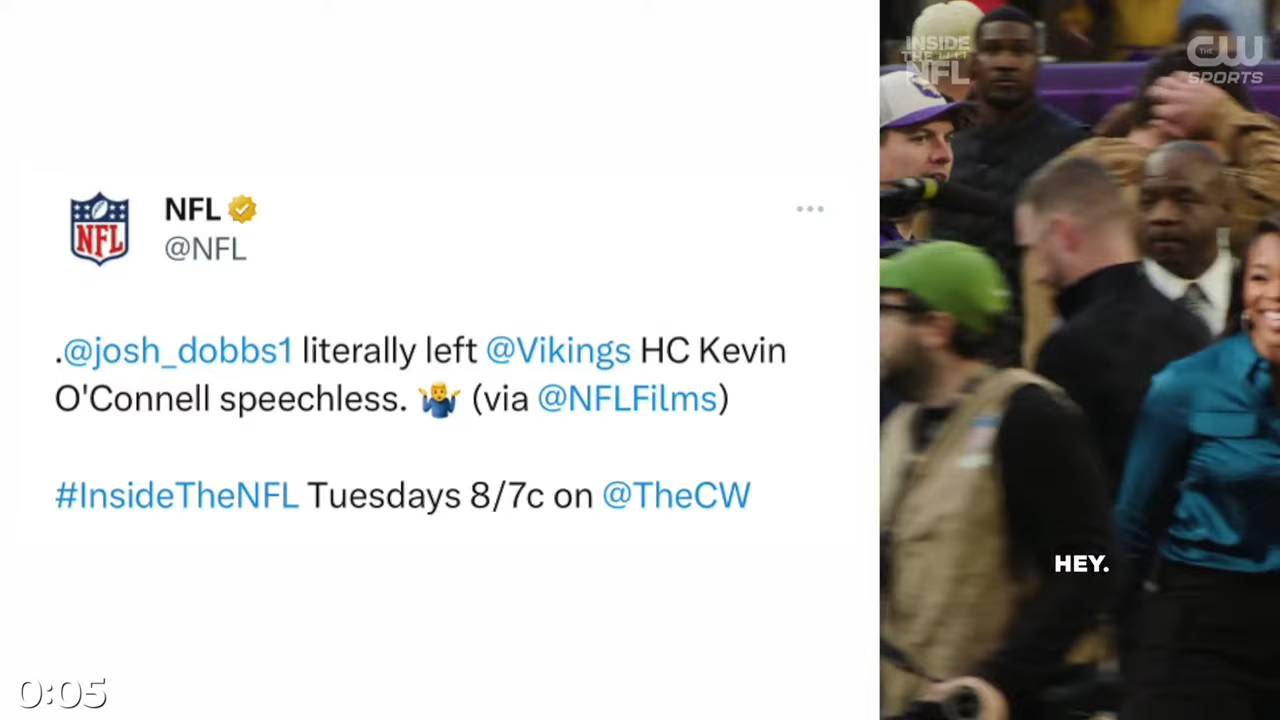 NFL
NFL
@NFL
.@josh_dobbs1 literally left @Vikings HC Kevin
O'Connell speechless. 🤷‍♂️ (via @NFLFilms)
#InsideTheNFL Tuesdays 8/7c on @TheCW
0:05
INSIDE
THE
NFL
THE CW
SPORTS
HEY.